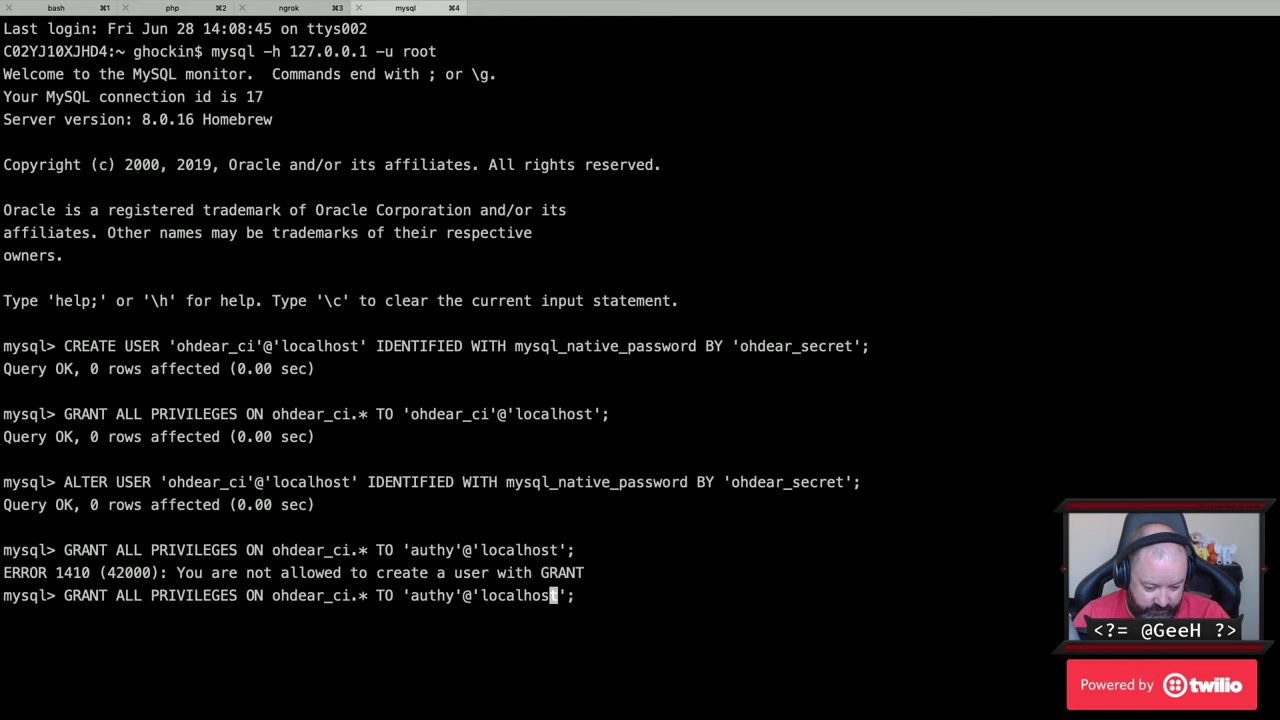 bash ⌘1 php ⌘2 ngrok ⌘3 mysql ⌘4
Last login: Fri Jun 28 14:08:45 on ttys002
C02YJ10XJHD4:~ ghockin$ mysql -h 127.0.0.1 -u root
Welcome to the MySQL monitor.  Commands end with ; or \g.
Your MySQL connection id is 17
Server version: 8.0.16 Homebrew
Copyright (c) 2000, 2019, Oracle and/or its affiliates. All rights reserved.
Oracle is a registered trademark of Oracle Corporation and/or its
affiliates. Other names may be trademarks of their respective
owners.
Type 'help;' or '\h' for help. Type '\c' to clear the current input statement.
mysql> CREATE USER 'ohdear_ci'@'localhost' IDENTIFIED WITH mysql_native_password BY 'ohdear_secret';
Query OK, 0 rows affected (0.00 sec)
mysql> GRANT ALL PRIVILEGES ON ohdear_ci.* TO 'ohdear_ci'@'localhost';
Query OK, 0 rows affected (0.00 sec)
mysql> ALTER USER 'ohdear_ci'@'localhost' IDENTIFIED WITH mysql_native_password BY 'ohdear_secret';
Query OK, 0 rows affected (0.00 sec)
mysql> GRANT ALL PRIVILEGES ON ohdear_ci.* TO 'authy'@'localhost';
ERROR 1410 (42000): You are not allowed to create a user with GRANT
mysql> GRANT ALL PRIVILEGES ON ohdear_ci.* TO 'authy'@'localhost';
<?= @GeeH ?>
Powered by twilio